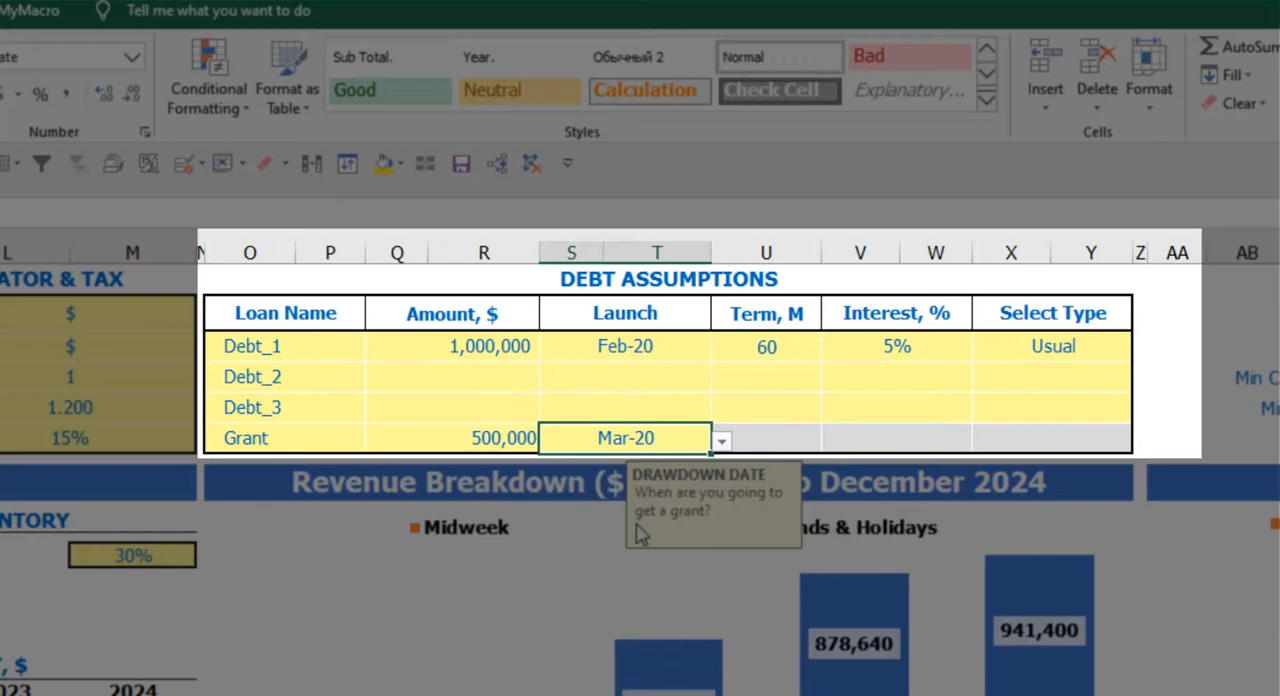 MyMacro Tell me what you want to do
Sub Total. Year. Обычный 2 Normal Bad
Good Neutral Calculation Check Cell Explanatory...
Conditional Formatting Format as Table
Insert Delete Format
AutoSum
Fill
Clear
% ,
Number Styles Cells
L M N O P Q R S T U V W X Y Z AA AB
ATOR & TAX DEBT ASSUMPTIONS
$ Loan Name Amount, $ Launch Term, M Interest, % Select Type
$ Debt_1 1,000,000 Feb-20 60 5% Usual
1 Debt_2 Min C
1.200 Debt_3
15% Grant 500,000 Mar-20
DRAWDOWN DATE
When are you going to
get a grant?
Revenue Breakdown ($ December 2024
NTORY Midweek nds & Holidays
30%
878,640 941,400
, $
023 2024